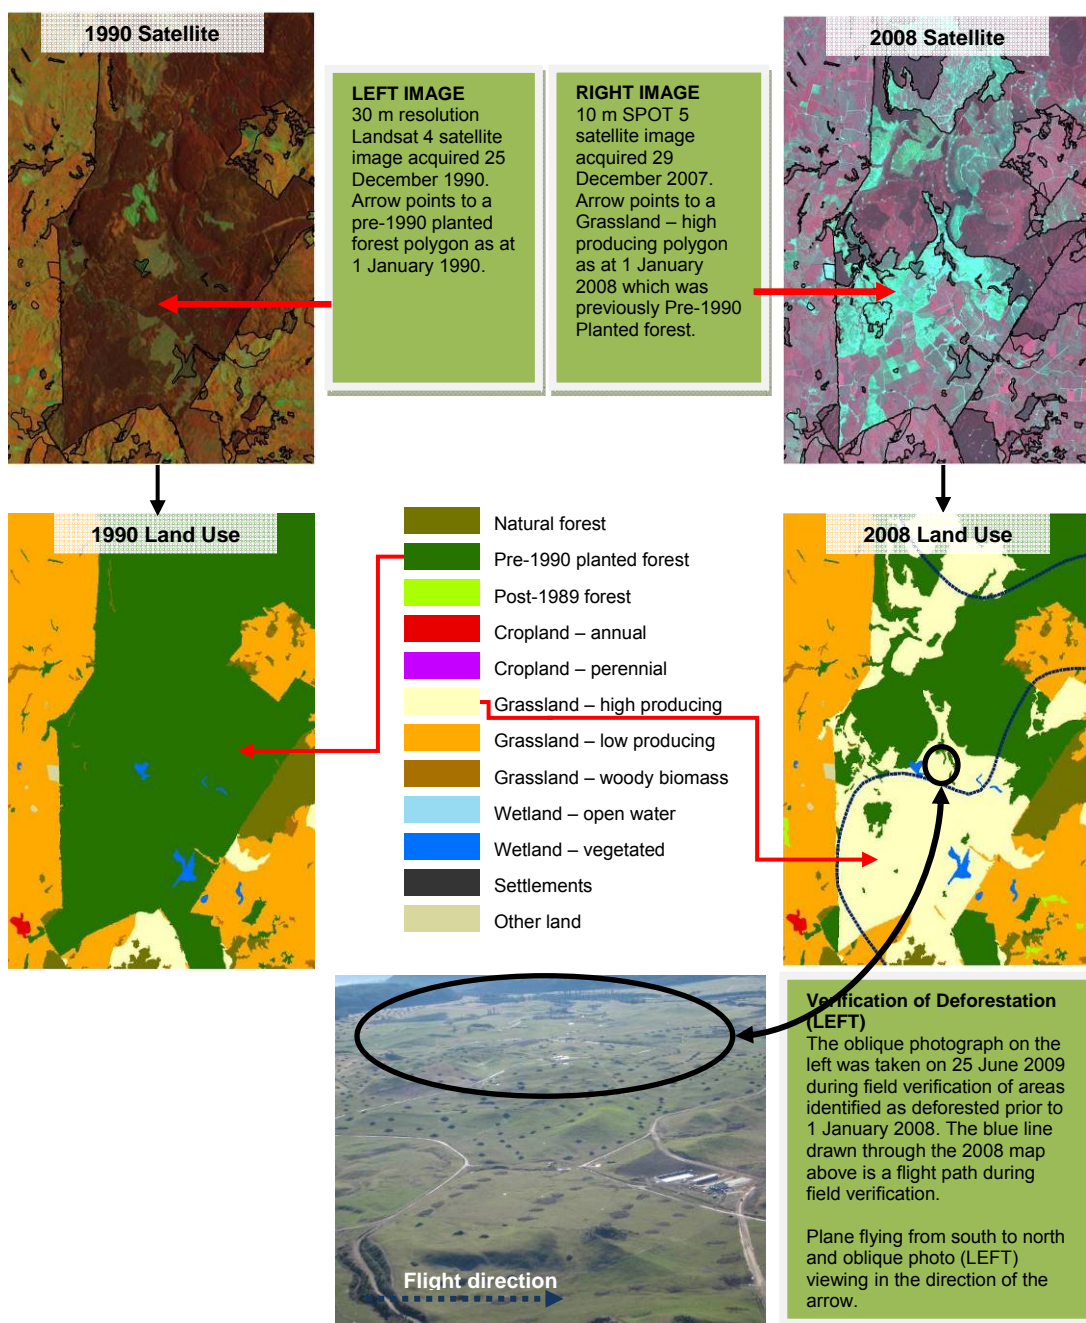 1990 Satellite
2008 Satellite
LEFT IMAGE
30 m resolution
Landsat 4 satellite
image acquired 25
December 1990.
Arrow points to a
pre-1990 planted
forest polygon as at
1 January 1990.
RIGHT IMAGE
10 m SPOT 5
satellite image
acquired 29
December 2007.
Arrow points to a
Grassland – high
producing polygon
as at 1 January
2008 which was
previously Pre-1990
Planted forest.
1990 Land Use
Natural forest
Pre-1990 planted forest
Post-1989 forest
Cropland – annual
Cropland – perennial
Grassland – high producing
Grassland – low producing
Grassland – woody biomass
Wetland – open water
Wetland – vegetated
Settlements
Other land
2008 Land Use
Flight direction
Verification of Deforestation
(LEFT)
The oblique photograph on the
left was taken on 25 June 2009
during field verification of areas
identified as deforested prior to
1 January 2008. The blue line
drawn through the 2008 map
above is a flight path during
field verification.
Plane flying from south to north
and oblique photo (LEFT)
viewing in the direction of the
arrow.